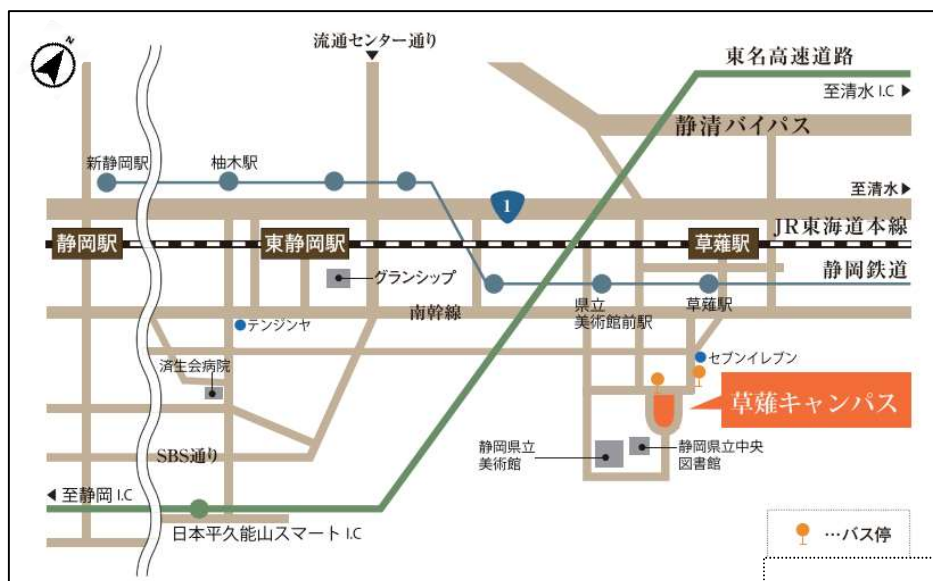 N
流通センター通り
東名高速道路
至清水 I.C ▶
静清バイパス
新静岡駅
柚木駅
至清水▶
1
JR東海道本線
静岡駅
東静岡駅
草薙駅
静岡鉄道
グランシップ
県立
美術館前駅
草薙駅
南幹線
テンジンヤ
セブンイレブン
済生会病院
草薙キャンパス
静岡県立
美術館
静岡県立中央
図書館
SBS通り
◀ 至静岡 I.C
日本平久能山スマート I.C
…バス停